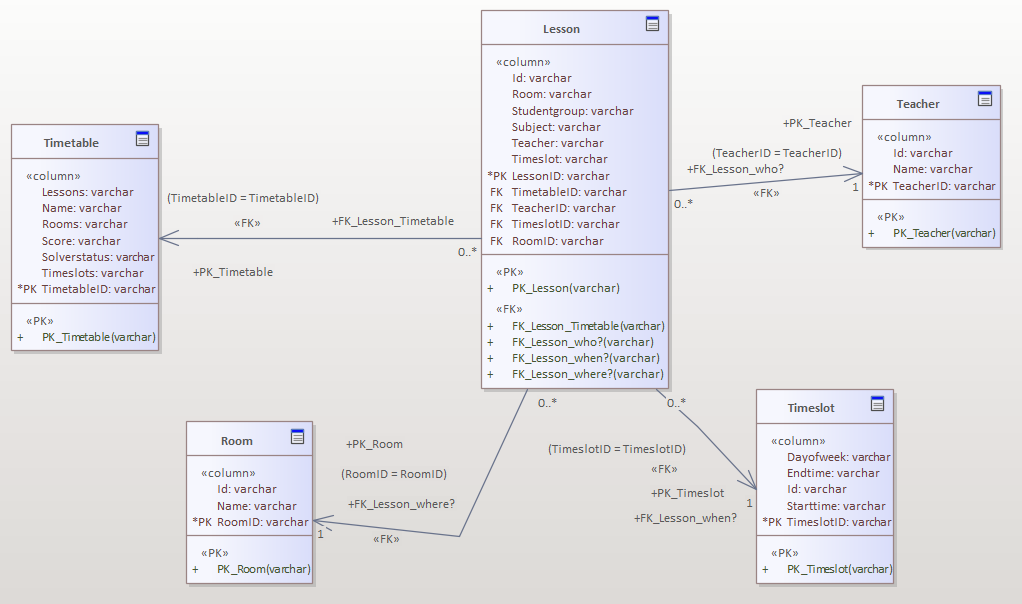 Lesson
«column»
Id: varchar
Room: varchar
Studentgroup: varchar
Subject: varchar
Teacher: varchar
Timeslot: varchar
*PK LessonID: varchar
FK TimetableID: varchar
FK TeacherID: varchar
FK TimeslotID: varchar
FK RoomID: varchar
«PK»
+ PK_Lesson(varchar)
«FK»
+ FK_Lesson_Timetable(varchar)
+ FK_Lesson_who?(varchar)
+ FK_Lesson_when?(varchar)
+ FK_Lesson_where?(varchar)
Teacher
«column»
Id: varchar
Name: varchar
*PK TeacherID: varchar
«PK»
+ PK_Teacher(varchar)
+PK_Teacher
(TeacherID = TeacherID)
+FK_Lesson_who?
«FK»
0..*
1
Timetable
«column»
Lessons: varchar
Name: varchar
Rooms: varchar
Score: varchar
Solverstatus: varchar
Timeslots: varchar
*PK TimetableID: varchar
«PK»
+ PK_Timetable(varchar)
(TimetableID = TimetableID)
«FK»
+FK_Lesson_Timetable
0..*
+PK_Timetable
Room
«column»
Id: varchar
Name: varchar
*PK RoomID: varchar
«PK»
+ PK_Room(varchar)
0..*
+PK_Room
(RoomID = RoomID)
+FK_Lesson_where?
1
«FK»
0..*
(TimeslotID = TimeslotID)
«FK»
+PK_Timeslot
1
+FK_Lesson_when?
Timeslot
«column»
Dayofweek: varchar
Endtime: varchar
Id: varchar
Starttime: varchar
*PK TimeslotID: varchar
«PK»
+ PK_Timeslot(varchar)